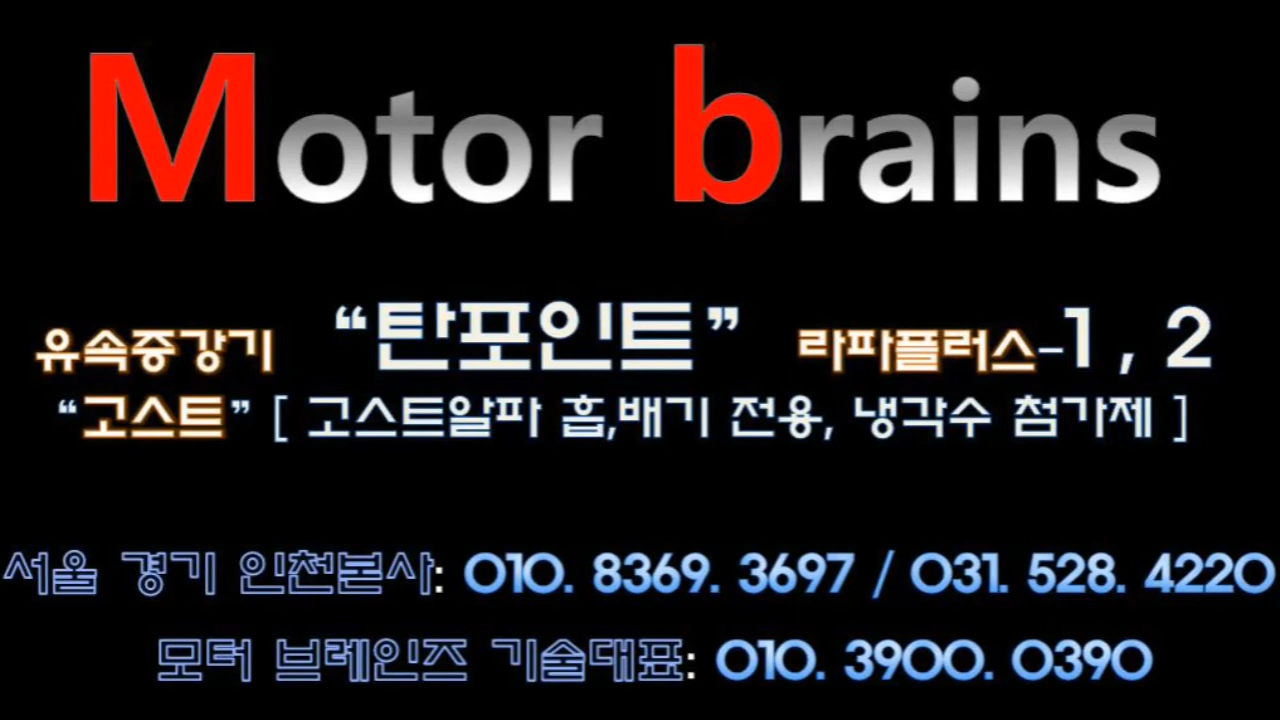 Motor brains
유속증강기 “탄포인트” 라파플러스-1 , 2
“고스트” [ 고스트알파 흡,배기 전용, 냉각수 첨가제 ]
서울 경기 인천본사: 010. 8369. 3697 / 031. 528. 4220
모터 브레인즈 기술대표: 010. 3900. 0390